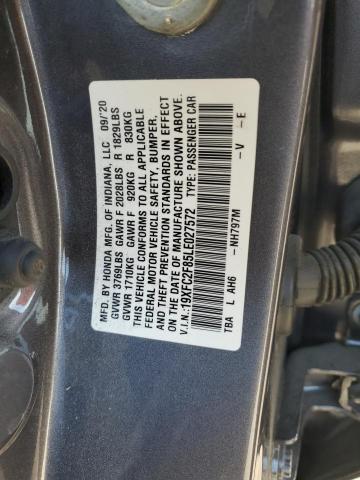 MFD. BY HONDA MFG. OF INDIANA, LLC 09/'20
GVWR 3769LBS GAWR F 2028LBS R 1829LBS
GVWR 1710KG GAWR F 920KG R 830KG
THIS VEHICLE CONFORMS TO ALL APPLICABLE
FEDERAL MOTOR VEHICLE SAFETY, BUMPER,
AND THEFT PREVENTION STANDARDS IN EFFECT
ON THE DATE OF MANUFACTURE SHOWN ABOVE.
V.I.N.:19XFC2F85LE027572 TYPE: PASSENGER CAR
TBA L AH6 -NH797M -V -E